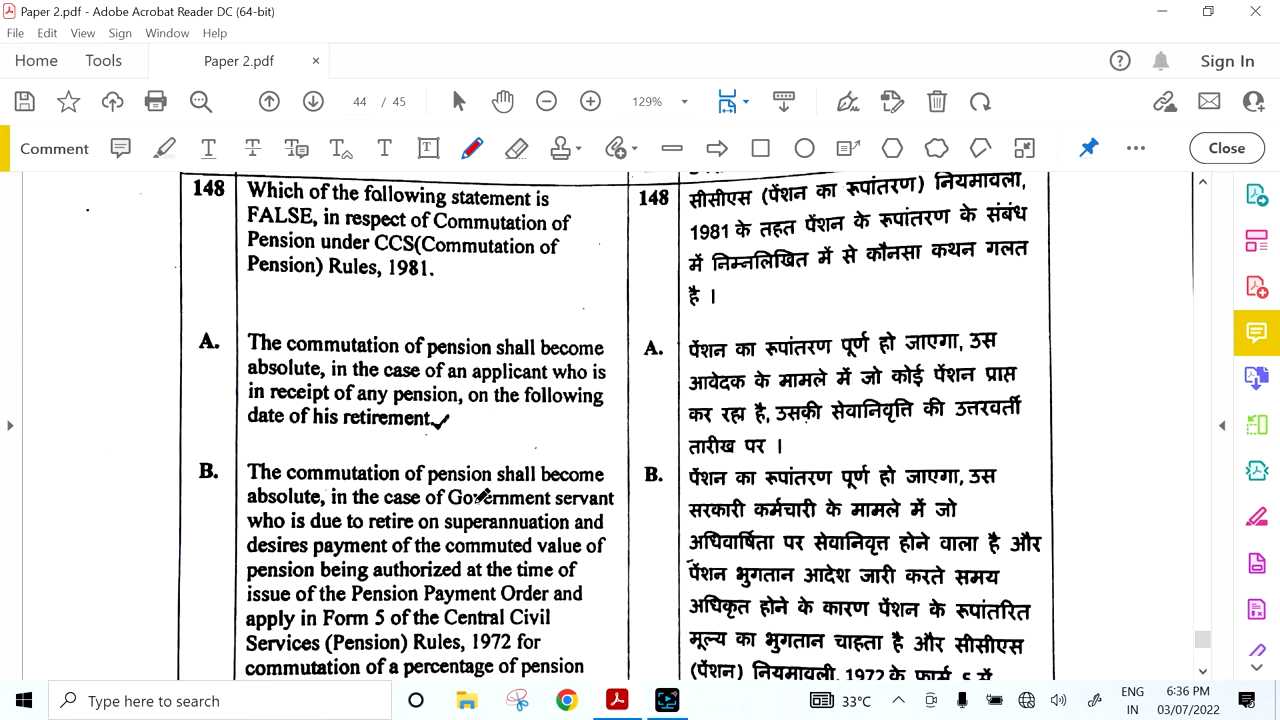 Paper 2.pdf - Adobe Acrobat Reader DC (64-bit)
File Edit View Sign Window Help
Home Tools Paper 2.pdf × Sign In
44 / 45 129%
Comment Close
148 Which of the following statement is
FALSE, in respect of Commutation of
Pension under CCS(Commutation of
Pension) Rules, 1981.
A. The commutation of pension shall become
absolute, in the case of an applicant who is
in receipt of any pension, on the following
date of his retirement.
B. The commutation of pension shall become
absolute, in the case of Government servant
who is due to retire on superannuation and
desires payment of the commuted value of
pension being authorized at the time of
issue of the Pension Payment Order and
apply in Form 5 of the Central Civil
Services (Pension) Rules, 1972 for
commutation of a percentage of pension
148 सीसीएस (पेंशन का रूपांतरण) नियमावली,
1981 के तहत पेंशन के रूपांतरण के संबंध
में निम्नलिखित में से कौनसा कथन गलत
है ।
A. पेंशन का रूपांतरण पूर्ण हो जाएगा, उस
आवेदक के मामले में जो कोई पेंशन प्राप्त
कर रहा है, उसकी सेवानिवृत्ति की उत्तरवर्ती
तारीख पर ।
B. पेंशन का रूपांतरण पूर्ण हो जाएगा, उस
सरकारी कर्मचारी के मामले में जो
अधिवार्षिता पर सेवानिवृत्त होने वाला है और
पेंशन भुगतान आदेश जारी करते समय
अधिकृत होने के कारण पेंशन के रूपांतरित
मूल्य का भुगतान चाहता है और सीसीएस
(पेंशन) नियमावली, 1972 के फार्म 5 में
Type here to search
33°C
ENG
IN
6:36 PM
03/07/2022